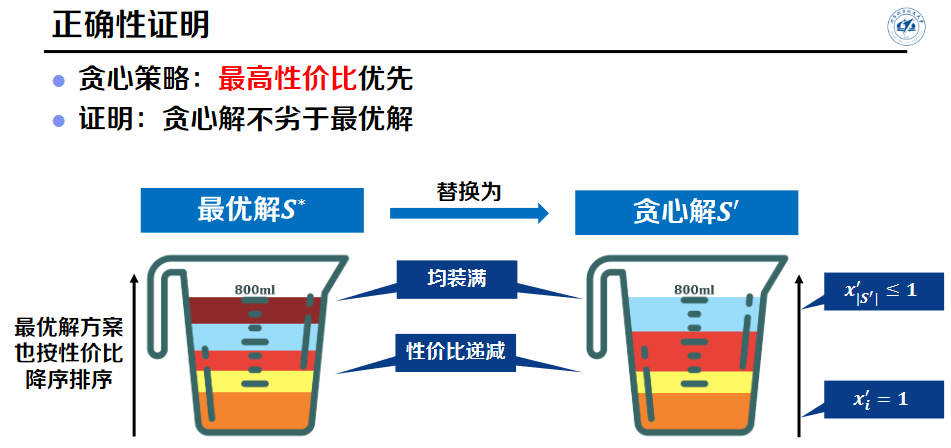 正确性证明
贪心策略：最高性价比优先
证明：贪心解不劣于最优解
最优解S*
替换为
贪心解S′
均装满
800ml
800ml
x′|S′| ≤ 1
最优解方案
也按性价比
降序排序
性价比递减
x′i = 1